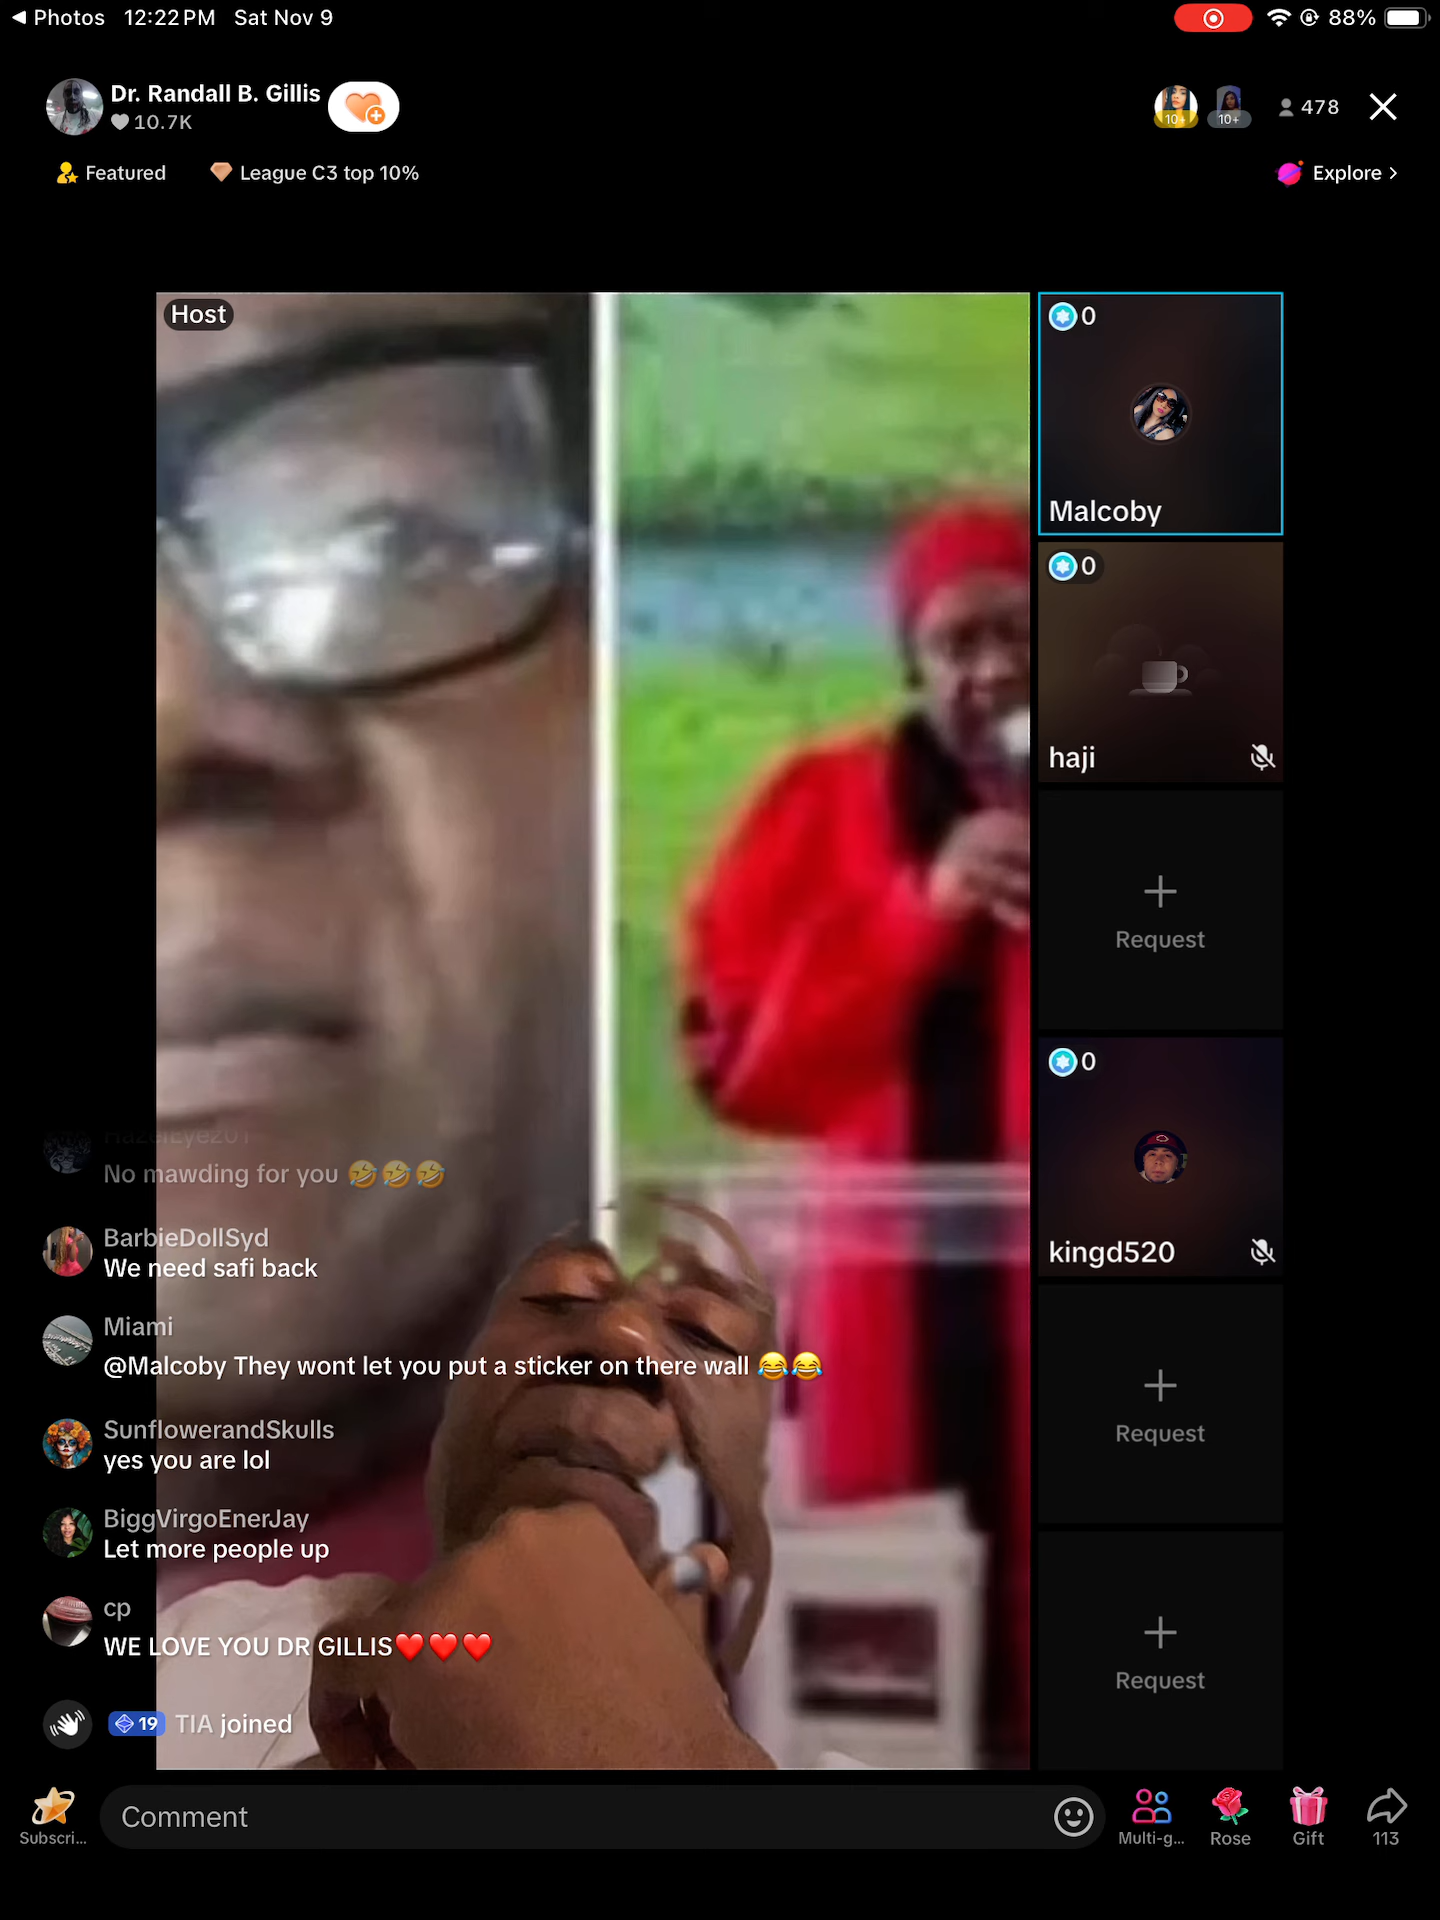 Photos 12:22 PM Sat Nov 9 88%
Dr. Randall B. Gillis
10.7K
10+ 10+ 478
Featured League C3 top 10% Explore >
Host
0
Malcoby
0
haji
Request
0
kingd520
Request
Request
HazelEye201
No mawding for you 🤣🤣🤣
BarbieDollSyd
We need safi back
Miami
@Malcoby They wont let you put a sticker on there wall 😂😂
SunflowerandSkulls
yes you are lol
BiggVirgoEnerJay
Let more people up
cp
WE LOVE YOU DR GILLIS❤️❤️❤️
19 TIA joined
Comment
Subscri... Multi-g... Rose Gift 113